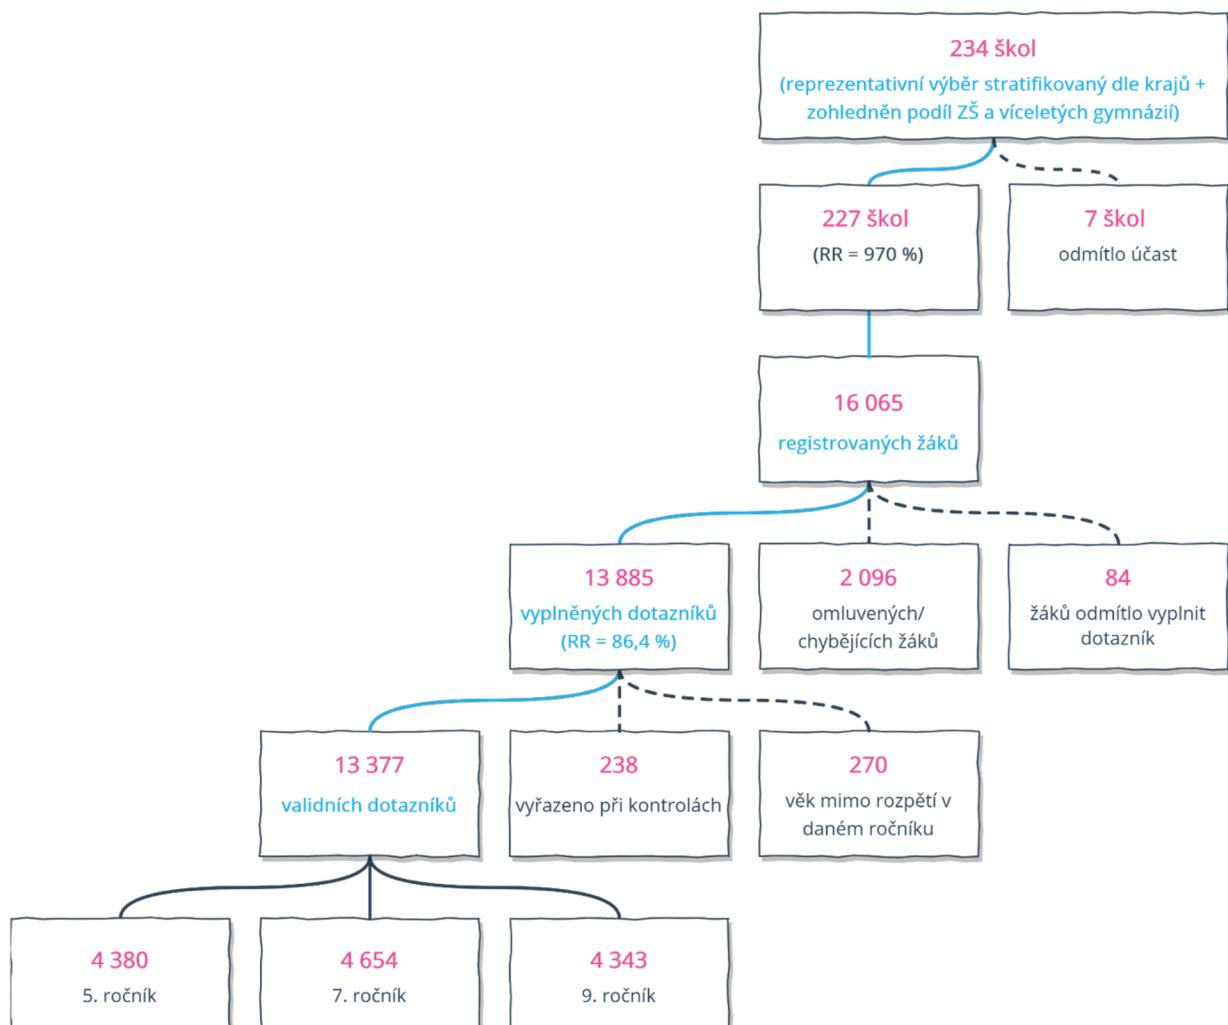 234 škol
(reprezentativní výběr stratifikovaný dle krajů +
zohledněn podíl ZŠ a víceletých gymnázií)
227 škol
(RR = 970 %)
7 škol
odmítlo účast
16 065
registrovaných žáků
13 885
vyplněných dotazníků
(RR = 86,4 %)
2 096
omluvených/
chybějících žáků
84
žáků odmítlo vyplnit
dotazník
13 377
validních dotazníků
238
vyřazeno při kontrolách
270
věk mimo rozpětí v
daném ročníku
4 380
5. ročník
4 654
7. ročník
4 343
9. ročník